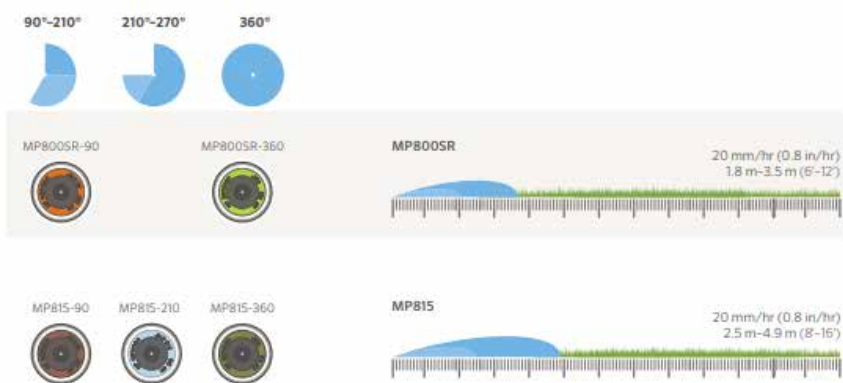 90°–210° 210°–270° 360°
MP800SR-90 MP800SR-360 MP800SR
20 mm/hr (0.8 in/hr)
1.8 m–3.5 m (6'–12')
MP815-90 MP815-210 MP815-360 MP815
20 mm/hr (0.8 in/hr)
2.5 m–4.9 m (8'–16')